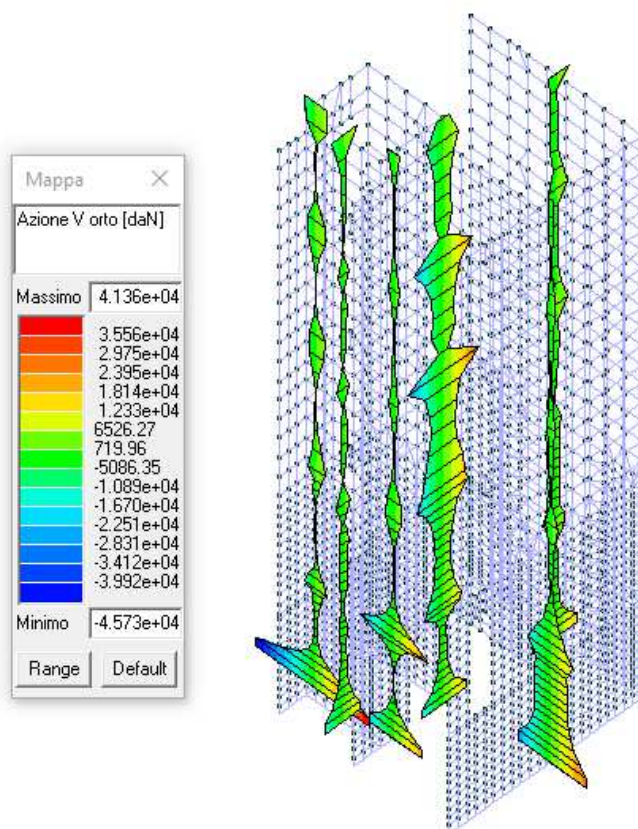 Mappa
Azione V orto [daN]
Massimo 4.136e+04
3.556e+04
2.975e+04
2.395e+04
1.814e+04
1.233e+04
6526.27
719.96
-5086.35
-1.089e+04
-1.670e+04
-2.251e+04
-2.831e+04
-3.412e+04
-3.992e+04
Minimo -4.573e+04
Range Default